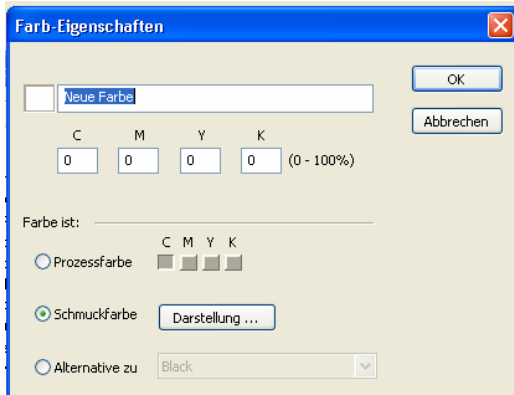 Farb-Eigenschaften
Neue Farbe
OK
Abbrechen
C M Y K
0 0 0 0 (0 - 100%)
Farbe ist:
C M Y K
Prozessfarbe
Schmuckfarbe Darstellung ...
Alternative zu Black